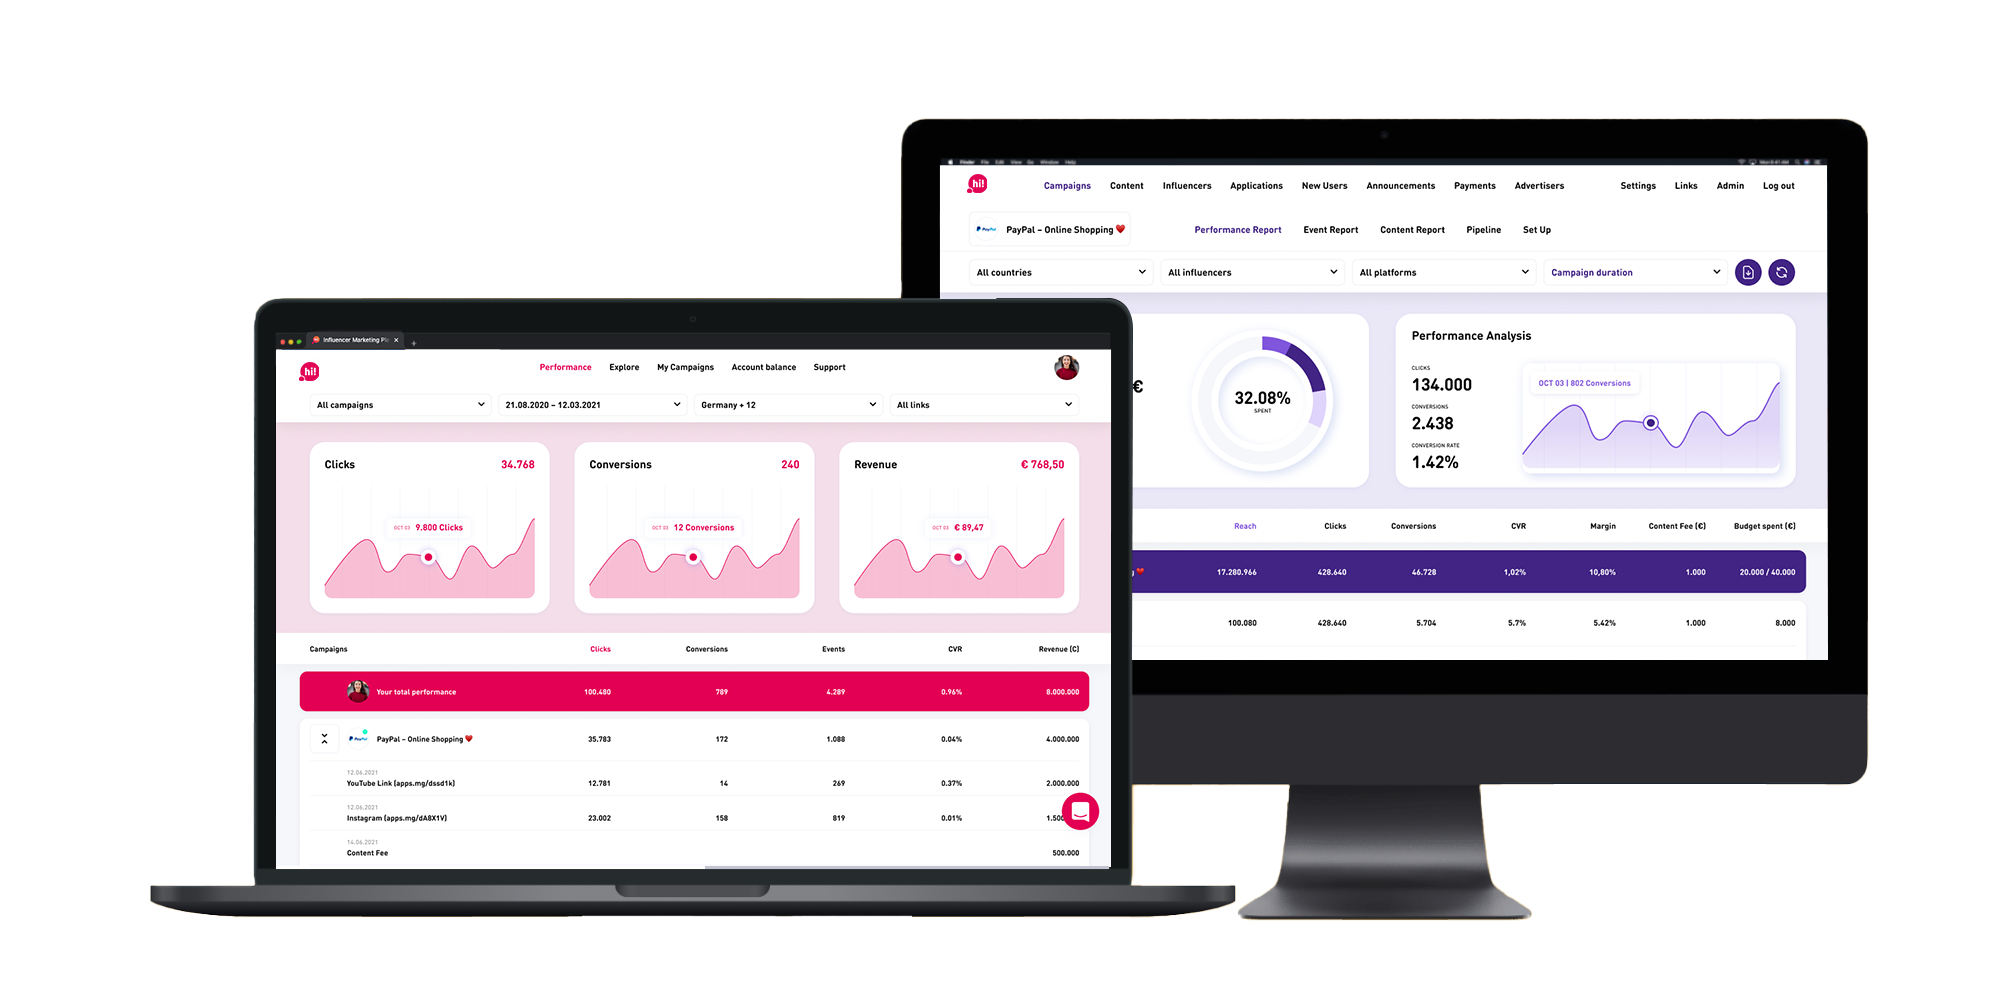 Finder File Edit View Go Window Help
hi!
Campaigns Content Influencers Applications New Users Announcements Payments Advertisers Settings Links Admin Log out
PayPal PayPal – Online Shopping ❤️ Performance Report Event Report Content Report Pipeline Set Up
All countries All influencers All platforms Campaign duration
€
32.08%
SPENT
Performance Analysis
CLICKS
134.000
CONVERSIONS
2.438
CONVERSION RATE
1.42%
OCT 03 | 802 Conversions
Reach Clicks Conversions CVR Margin Content Fee (€) Budget spent (€)
g ❤️ 17.280.966 428.640 46.728 1,02% 10,80% 1.000 20.000 / 40.000
100.080 428.640 5.704 5.7% 5.42% 1.000 8.000
Influencer Marketing Pla
hi!
Performance Explore My Campaigns Account balance Support
All campaigns 21.08.2020 – 12.03.2021 Germany + 12 All links
Clicks 34.768
OCT 03 9.800 Clicks
Conversions 240
OCT 03 12 Conversions
Revenue € 768,50
OCT 03 € 89,47
Campaigns Clicks Conversions Events CVR Revenue (€)
Your total performance 100.480 789 4.289 0.96% 8.000.000
PayPal PayPal – Online Shopping ❤️ 35.783 172 1.088 0.04% 4.000.000
12.06.2021
YouTube Link (apps.mg/dssd1k) 12.781 14 269 0.37% 2.000.000
12.06.2021
Instagram (apps.mg/dA8X1V) 23.002 158 819 0.01% 1.500
14.06.2021
Content Fee 500.000